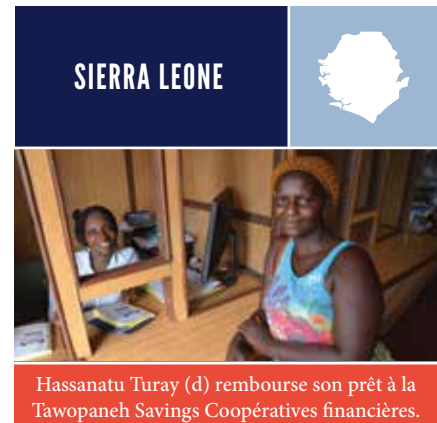 SIERRA LEONE
Hassanatu Turay (d) rembourse son prêt à la
Tawopaneh Savings Coopératives financières.